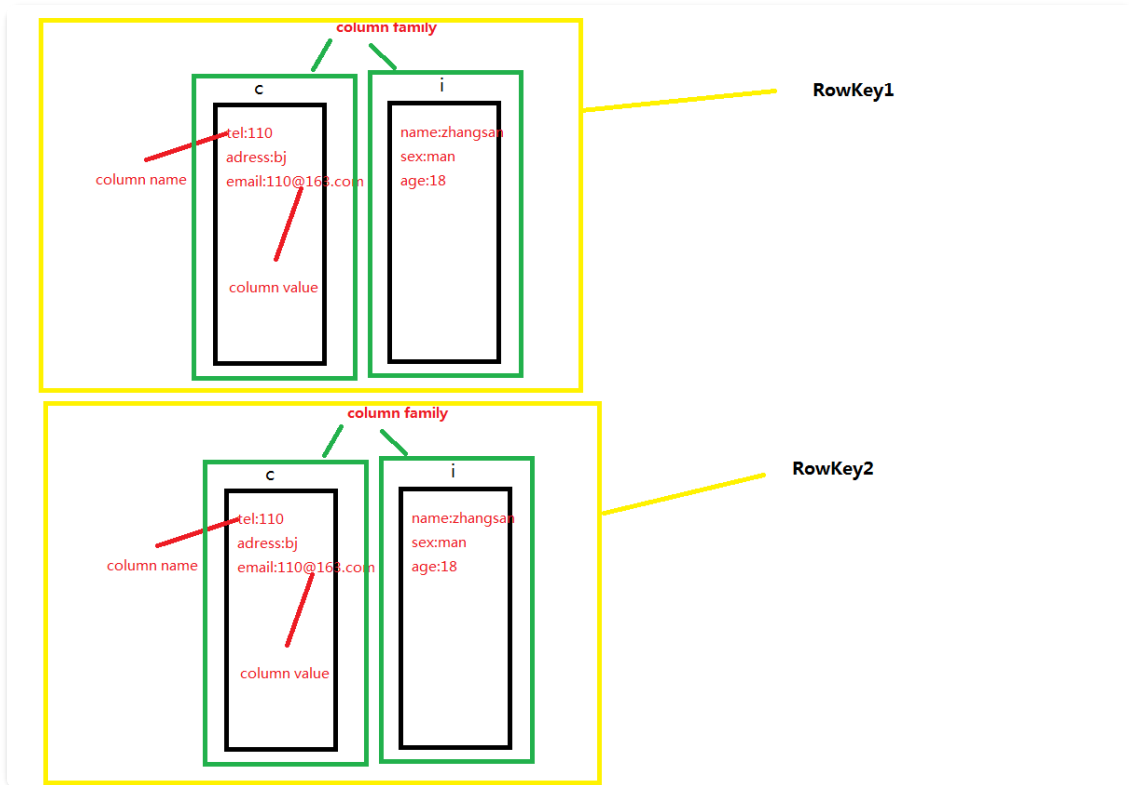 column family
c
i
RowKey1
tel:110
adress:bj
email:110@163.com
name:zhangsan
sex:man
age:18
column name
column value
column family
c
i
RowKey2
tel:110
adress:bj
email:110@163.com
name:zhangsan
sex:man
age:18
column name
column value